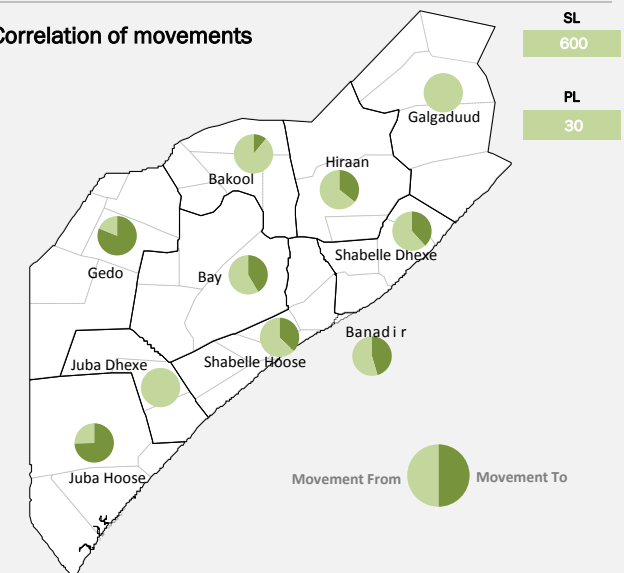 Correlation of movements
SL
600
PL
30
Galgaduud
Hiraan
Bakool
Shabelle Dhexe
Gedo
Bay
Banadir
Shabelle Hoose
Juba Dhexe
Juba Hoose
Movement From
Movement To